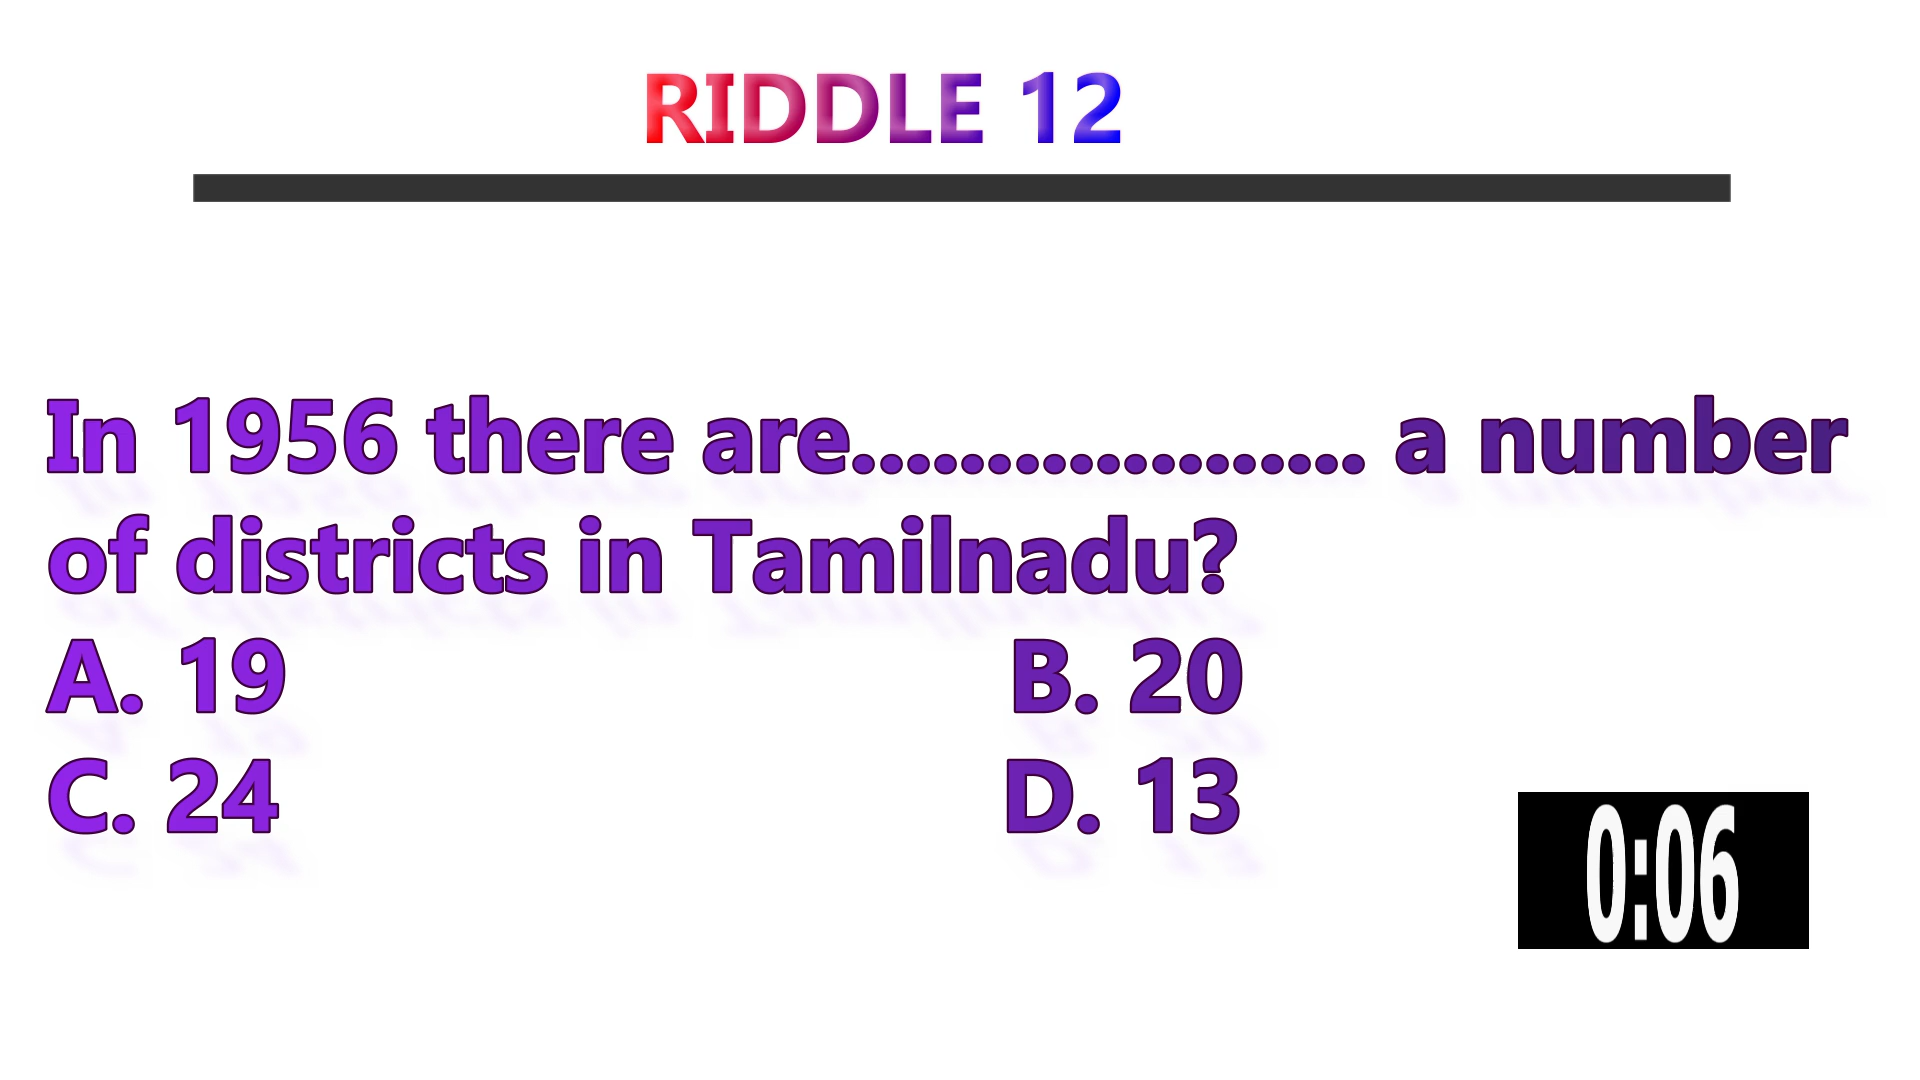 RIDDLE 12
In 1956 there are................... a number
of districts in Tamilnadu?
A. 19 B. 20
C. 24 D. 13
0:06